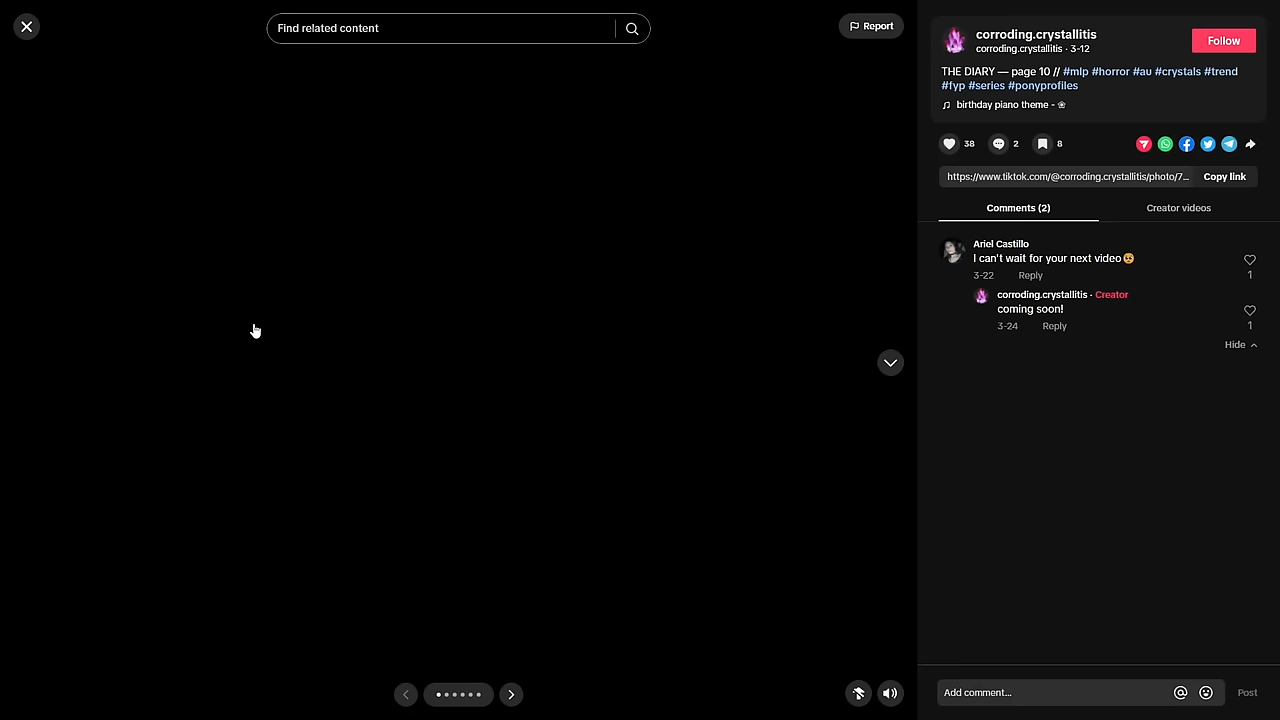 Find related content
Report
corroding.crystallitis
corroding.crystallitis · 3-12
Follow
THE DIARY — page 10 // #mlp #horror #au #crystals #trend
#fyp #series #ponyprofiles
♫ birthday piano theme - ❀
38
2
8
https://www.tiktok.com/@corroding.crystallitis/photo/7...
Copy link
Comments (2)
Creator videos
Ariel Castillo
I can't wait for your next video😣
3-22
Reply
1
corroding.crystallitis · Creator
coming soon!
3-24
Reply
1
Hide
Add comment...
Post